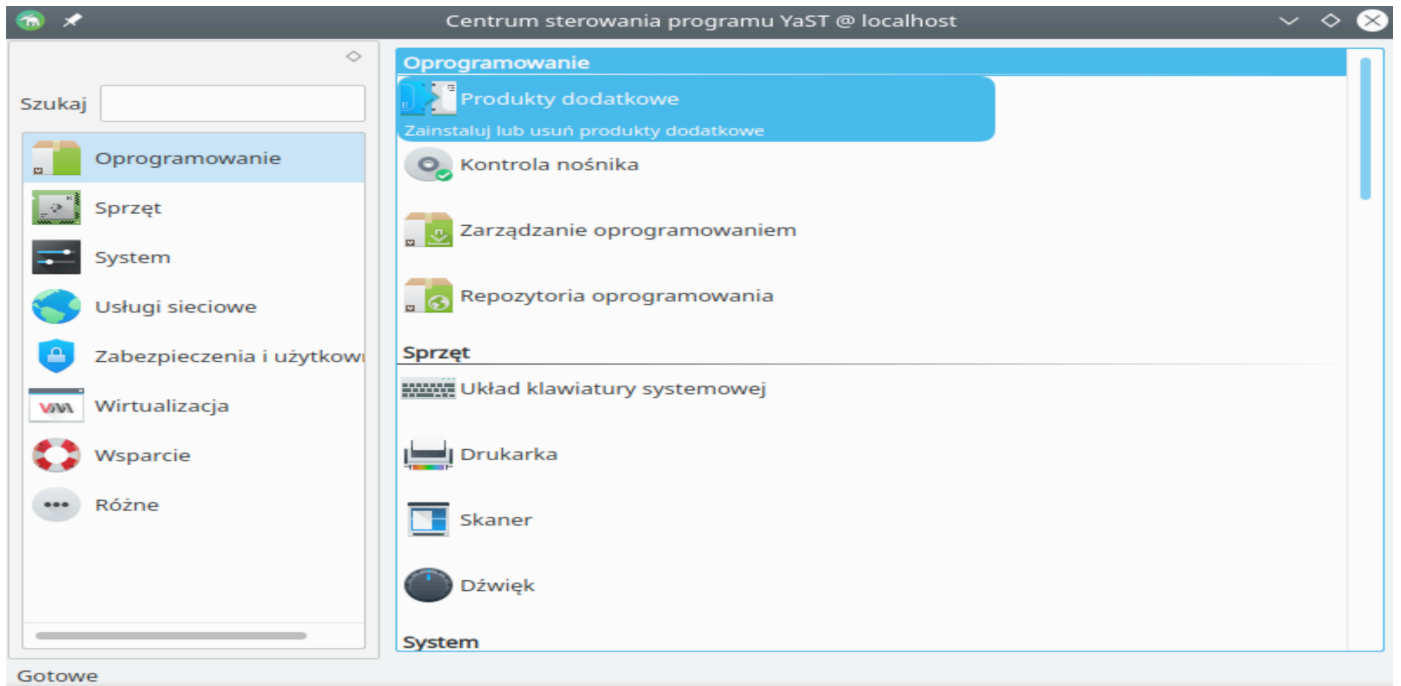 Centrum sterowania programu YaST @ localhost
Szukaj
Oprogramowanie
Sprzęt
System
Usługi sieciowe
Zabezpieczenia i użytkow
Wirtualizacja
Wsparcie
Różne
Oprogramowanie
Produkty dodatkowe
Zainstaluj lub usuń produkty dodatkowe
Kontrola nośnika
Zarządzanie oprogramowaniem
Repozytoria oprogramowania
Sprzęt
Układ klawiatury systemowej
Drukarka
Skaner
Dźwięk
System
Gotowe